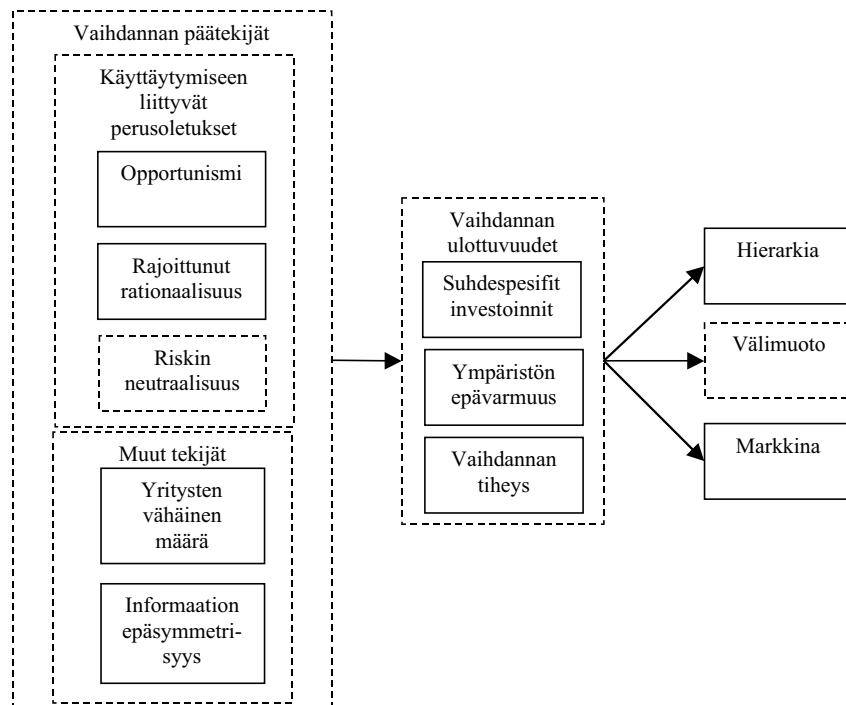 Vaihdannan päätekijät
Käyttäytymiseen
liittyvät
perusoletukset
Opportunismi
Rajoittunut
rationaalisuus
Riskin
neutraalisuus
Muut tekijät
Yritysten
vähäinen
määrä
Informaation
epäsymmetri-
syys
Vaihdannan
ulottuvuudet
Suhdespesifit
investoinnit
Ympäristön
epävarmuus
Vaihdannan
tiheys
Hierarkia
Välimuoto
Markkina